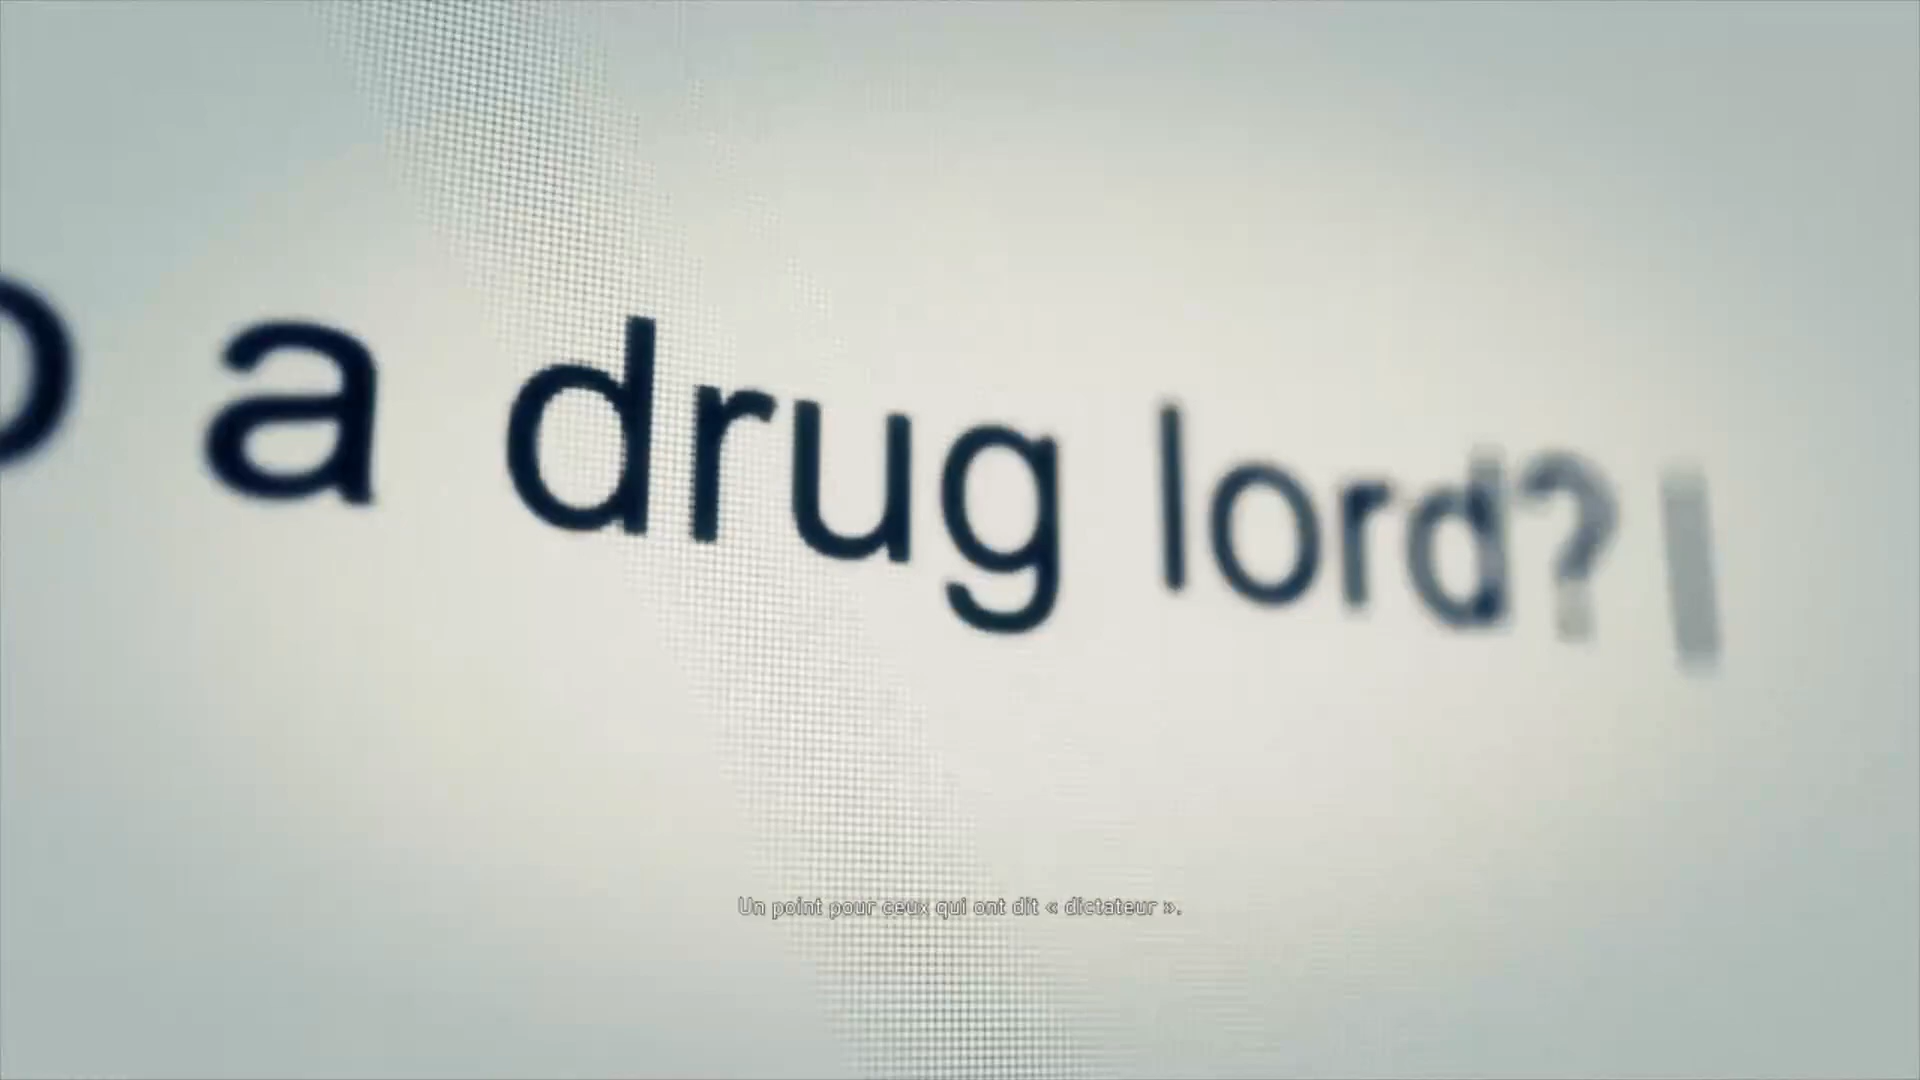 a drug lord?
Un point pour ceux qui ont dit « dictateur ».